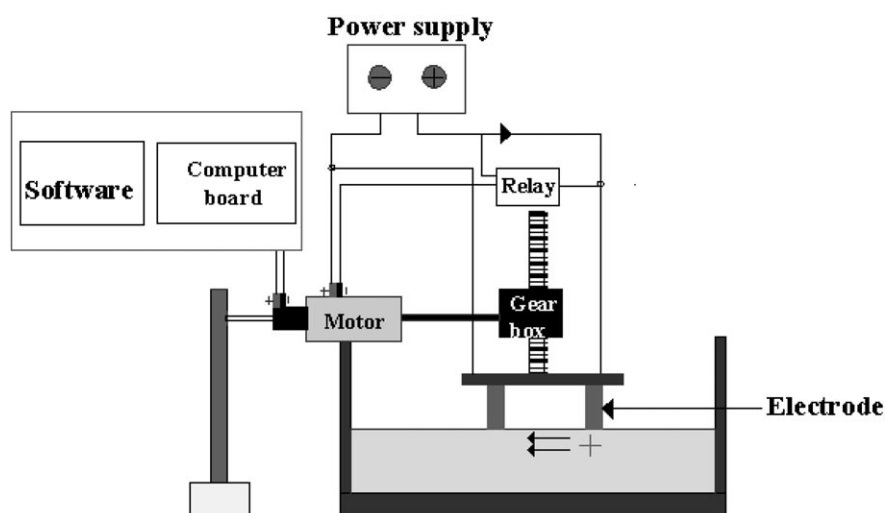 Power supply
Software
Computer
board
Relay
Gear
box
Motor
Electrode